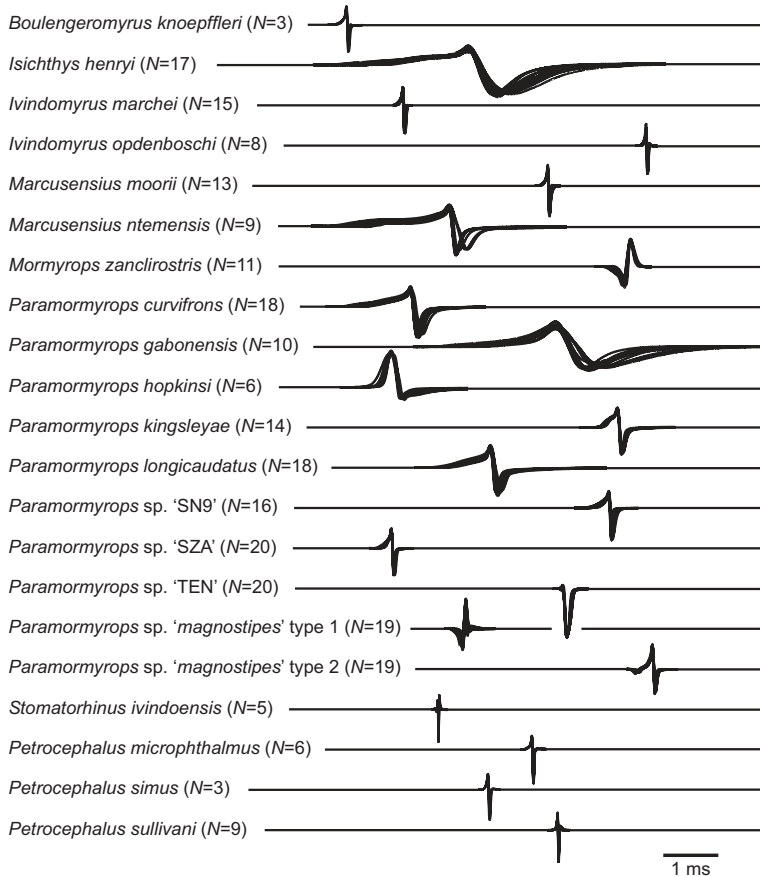 Boulengeromyrus knoepffleri (N=3)
Isichthys henryi (N=17)
Ivindomyrus marchei (N=15)
Ivindomyrus opdenboschi (N=8)
Marcusensius moorii (N=13)
Marcusensius ntemensis (N=9)
Mormyrops zanclirostris (N=11)
Paramormyrops curvifrons (N=18)
Paramormyrops gabonensis (N=10)
Paramormyrops hopkinsi (N=6)
Paramormyrops kingsleyae (N=14)
Paramormyrops longicaudatus (N=18)
Paramormyrops sp. ‘SN9’ (N=16)
Paramormyrops sp. ‘SZA’ (N=20)
Paramormyrops sp. ‘TEN’ (N=20)
Paramormyrops sp. ‘magnostipes’ type 1 (N=19)
Paramormyrops sp. ‘magnostipes’ type 2 (N=19)
Stomatorhinus ivindoensis (N=5)
Petrocephalus microphthalmus (N=6)
Petrocephalus simus (N=3)
Petrocephalus sullivani (N=9)
1 ms